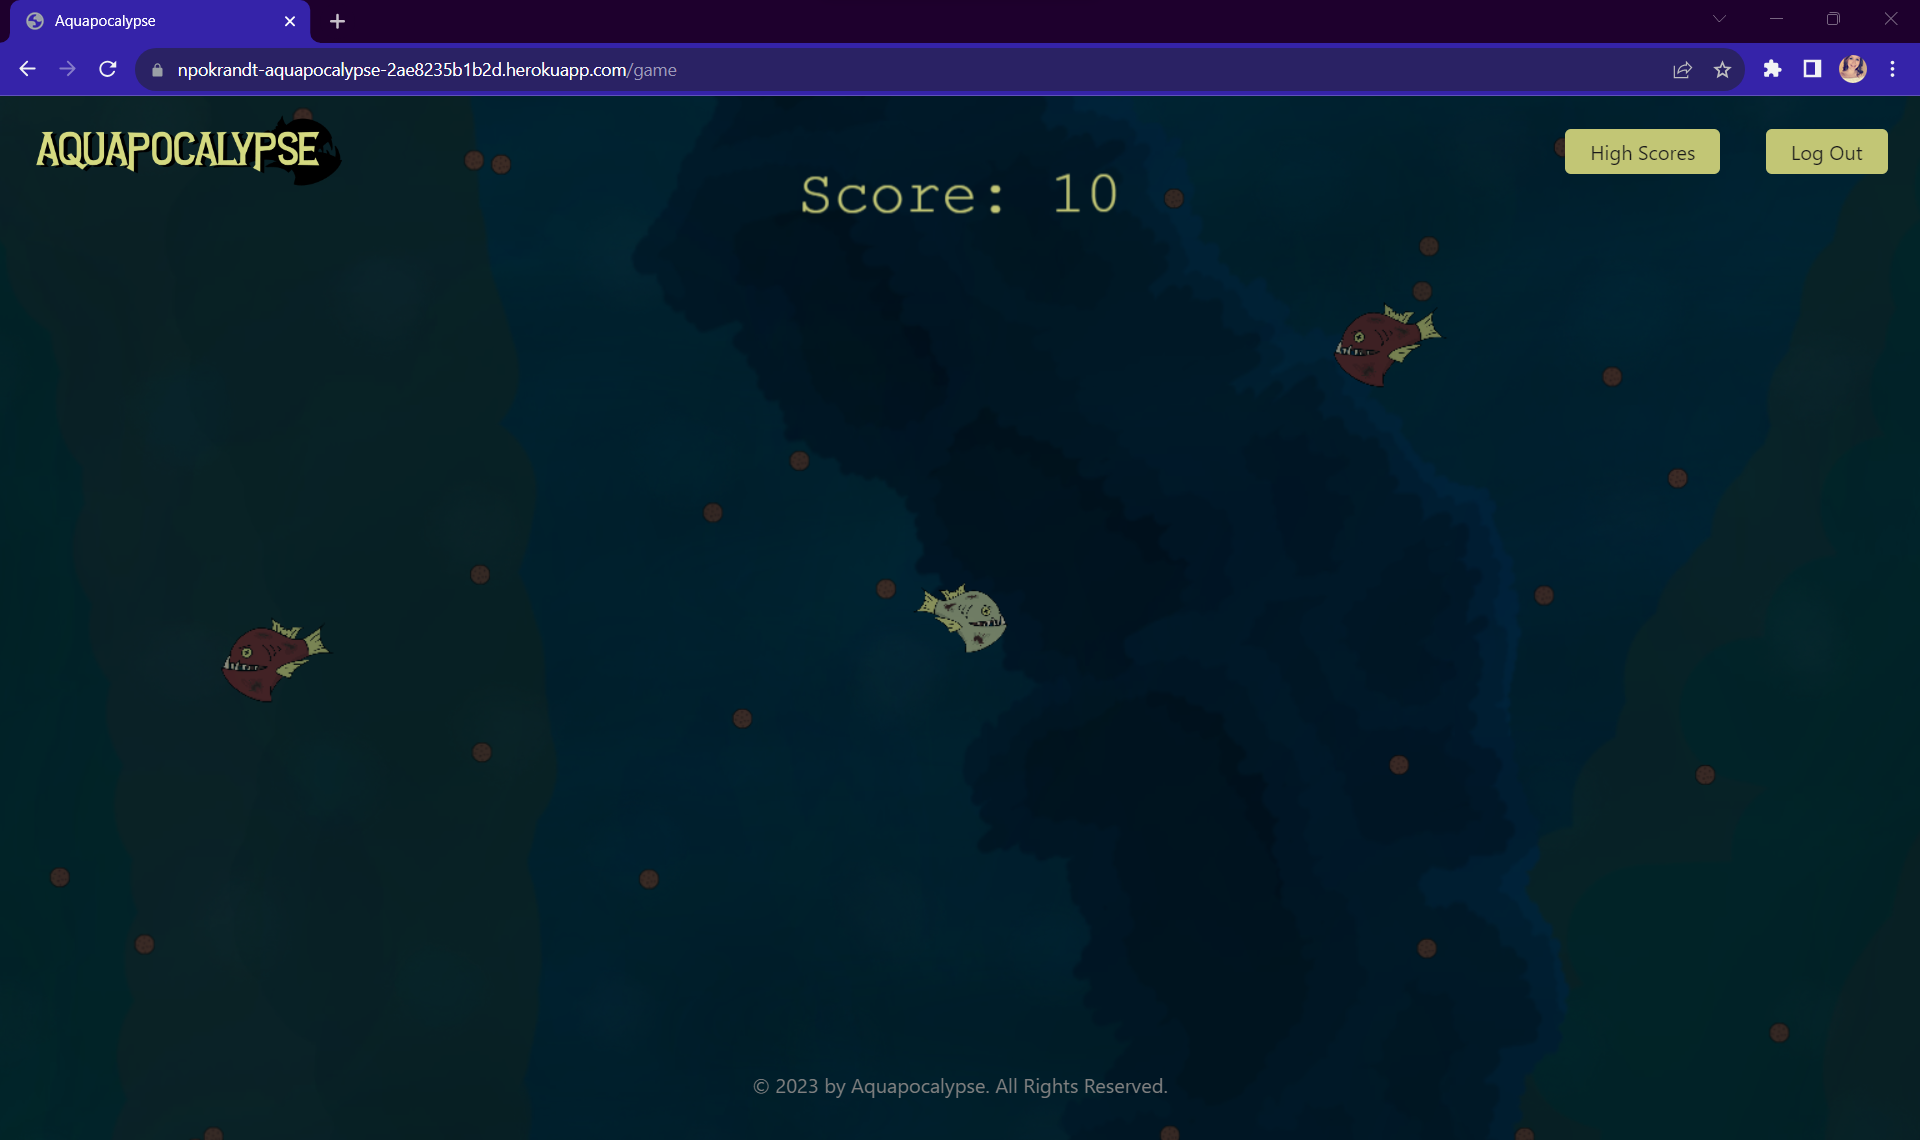 Aquapocalypse
npokrandt-aquapocalypse-2ae8235b1b2d.herokuapp.com/game
AQUAPOCALYPSE
High Scores
Log Out
Score: 10
© 2023 by Aquapocalypse. All Rights Reserved.